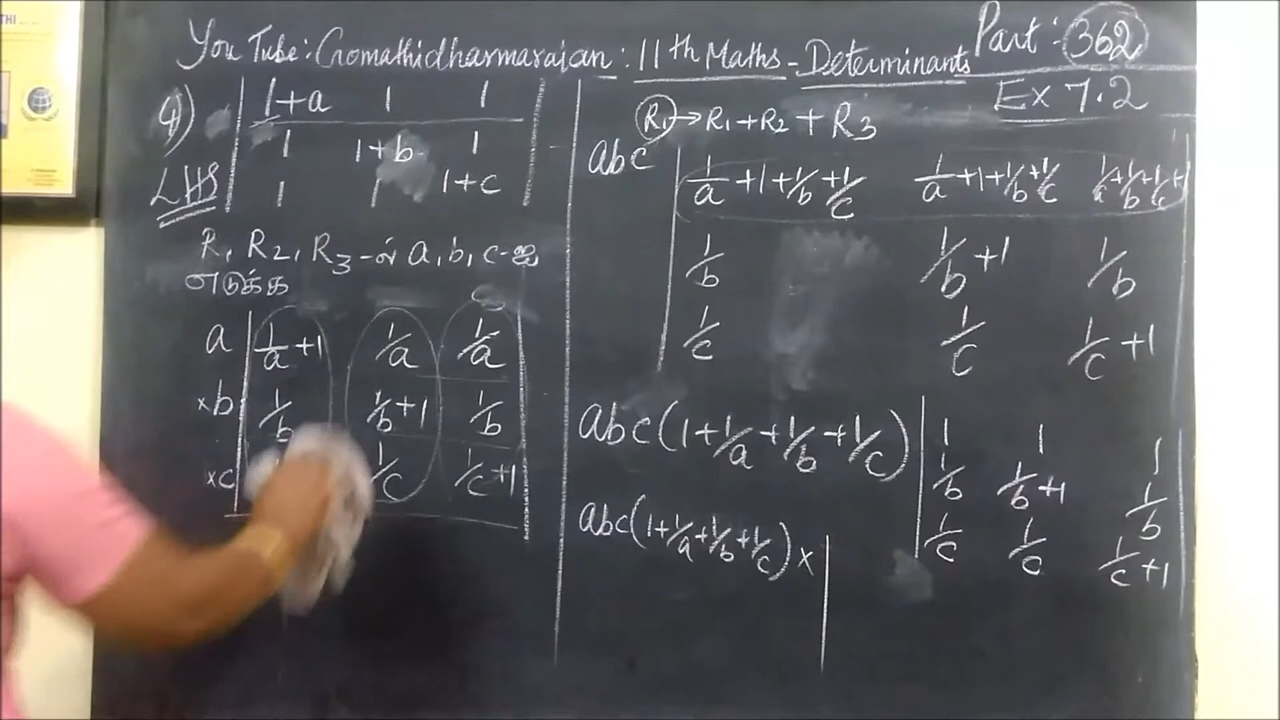 THI
You Tube: Gomathidharmarajan: 11th Maths - Determinants Part: 362
Ex 7.2
4) | 1+a 1 1 |
| 1 1+b 1 |
LHS | 1 1 1+c |
R1, R2, R3 - ல் a, b, c - ஐ
எடுக்க
a | 1/a+1 1/a 1/a |
×b | 1/b 1/b+1 1/b |
×c | 1/c 1/c+1 |
R1 → R1 + R2 + R3
abc | 1/a+1+1/b+1/c 1/a+1+1/b+1/c 1/a+1/b+1/c+1 |
| 1/b 1/b+1 1/b |
| 1/c 1/c 1/c+1 |
abc(1+1/a+1/b+1/c) | 1 1 1 |
| 1/b 1/b+1 1/b |
| 1/c 1/c 1/c+1 |
abc(1+1/a+1/b+1/c) × |